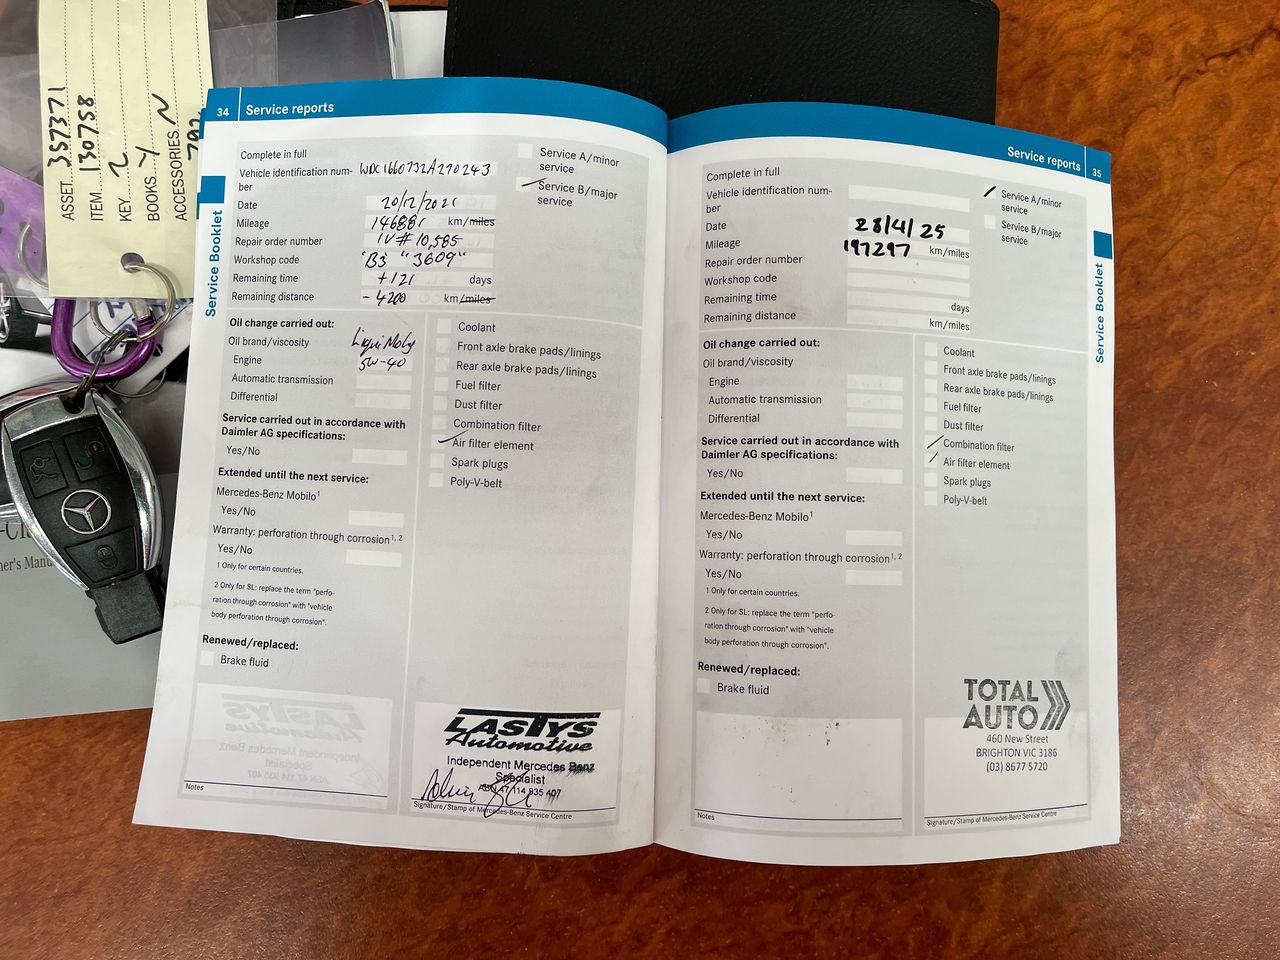 ASSET 357371
ITEM 130758
KEY 2
BOOKS Y
ACCESSORIES N
34 Service reports
Complete in full
Vehicle identification num-
ber WDC1660732A270243
Date 20/12/2021
Mileage 146881 km/miles
Repair order number IV# 10,585
Workshop code "B3 "3609"
Remaining time +121 days
Remaining distance - 4200 km/miles
Service A/minor
service
Service B/major
service
Oil change carried out:
Oil brand/viscosity Liqui Moly
Engine 5W-40
Automatic transmission
Differential
Service carried out in accordance with
Daimler AG specifications:
Yes/No
Extended until the next service:
Mercedes-Benz Mobilo1
Yes/No
Warranty: perforation through corrosion1, 2
Yes/No
1 Only for certain countries.
2 Only for SL: replace the term "perfo-
ration through corrosion" with "vehicle
body perforation through corrosion".
Renewed/replaced:
Brake fluid
Coolant
Front axle brake pads/linings
Rear axle brake pads/linings
Fuel filter
Dust filter
Combination filter
Air filter element
Spark plugs
Poly-V-belt
LASTYS
Automotive
Independent Mercedes Benz
Specialist
ABN 47 114 935 407
Notes
Signature/Stamp of Mercedes-Benz Service Centre
Service Booklet
Service reports 35
Complete in full
Vehicle identification num-
ber
Date 28/4/25
Mileage 197297 km/miles
Repair order number
Workshop code
Remaining time days
Remaining distance km/miles
Service A/minor
service
Service B/major
service
Oil change carried out:
Oil brand/viscosity
Engine
Automatic transmission
Differential
Service carried out in accordance with
Daimler AG specifications:
Yes/No
Extended until the next service:
Mercedes-Benz Mobilo1
Yes/No
Warranty: perforation through corrosion1, 2
Yes/No
1 Only for certain countries.
2 Only for SL: replace the term "perfo-
ration through corrosion" with "vehicle
body perforation through corrosion".
Renewed/replaced:
Brake fluid
Coolant
Front axle brake pads/linings
Rear axle brake pads/linings
Fuel filter
Dust filter
Combination filter
Air filter element
Spark plugs
Poly-V-belt
TOTAL
AUTO
460 New Street
BRIGHTON VIC 3186
(03) 8677 5720
Notes
Signature/Stamp of Mercedes-Benz Service Centre
Service Booklet